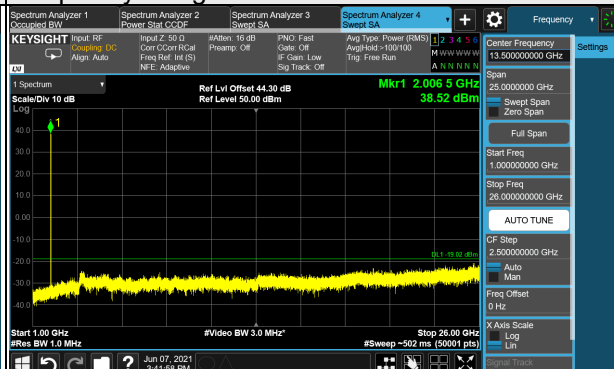 Spectrum Analyzer 1
Occupied BW
Spectrum Analyzer 2
Power Stat CCDF
Spectrum Analyzer 3
Swept SA
Spectrum Analyzer 4
Swept SA
+
Frequency
KEYSIGHT
LXI
Input: RF
Coupling: DC
Align: Auto
Input Z: 50 Ω
Corr CCorr RCal
Freq Ref: Int (S)
NFE: Adaptive
#Atten: 16 dB
Preamp: Off
PNO: Fast
Gate: Off
IF Gain: Low
Sig Track: Off
Avg Type: Power (RMS)
Avg|Hold:>100/100
Trig: Free Run
1 2 3 4 5 6
M W W W W W
A N N N N N
1 Spectrum
Scale/Div 10 dB
Log
Ref Lvl Offset 44.30 dB
Ref Level 50.00 dBm
Mkr1 2.006 5 GHz
38.52 dBm
1
40.0
30.0
20.0
10.0
0.00
-10.0
-20.0
-30.0
-40.0
DL1 -19.02 dBm
Start 1.00 GHz
#Res BW 1.0 MHz
#Video BW 3.0 MHz*
Stop 26.00 GHz
#Sweep ~502 ms (50001 pts)
?
Jun 07, 2021
3:41:58 PM
Settings
Center Frequency
13.500000000 GHz
Span
25.0000000 GHz
Swept Span
Zero Span
Full Span
Start Freq
1.000000000 GHz
Stop Freq
26.000000000 GHz
AUTO TUNE
CF Step
2.500000000 GHz
Auto
Man
Freq Offset
0 Hz
X Axis Scale
Log
Lin
Signal Track